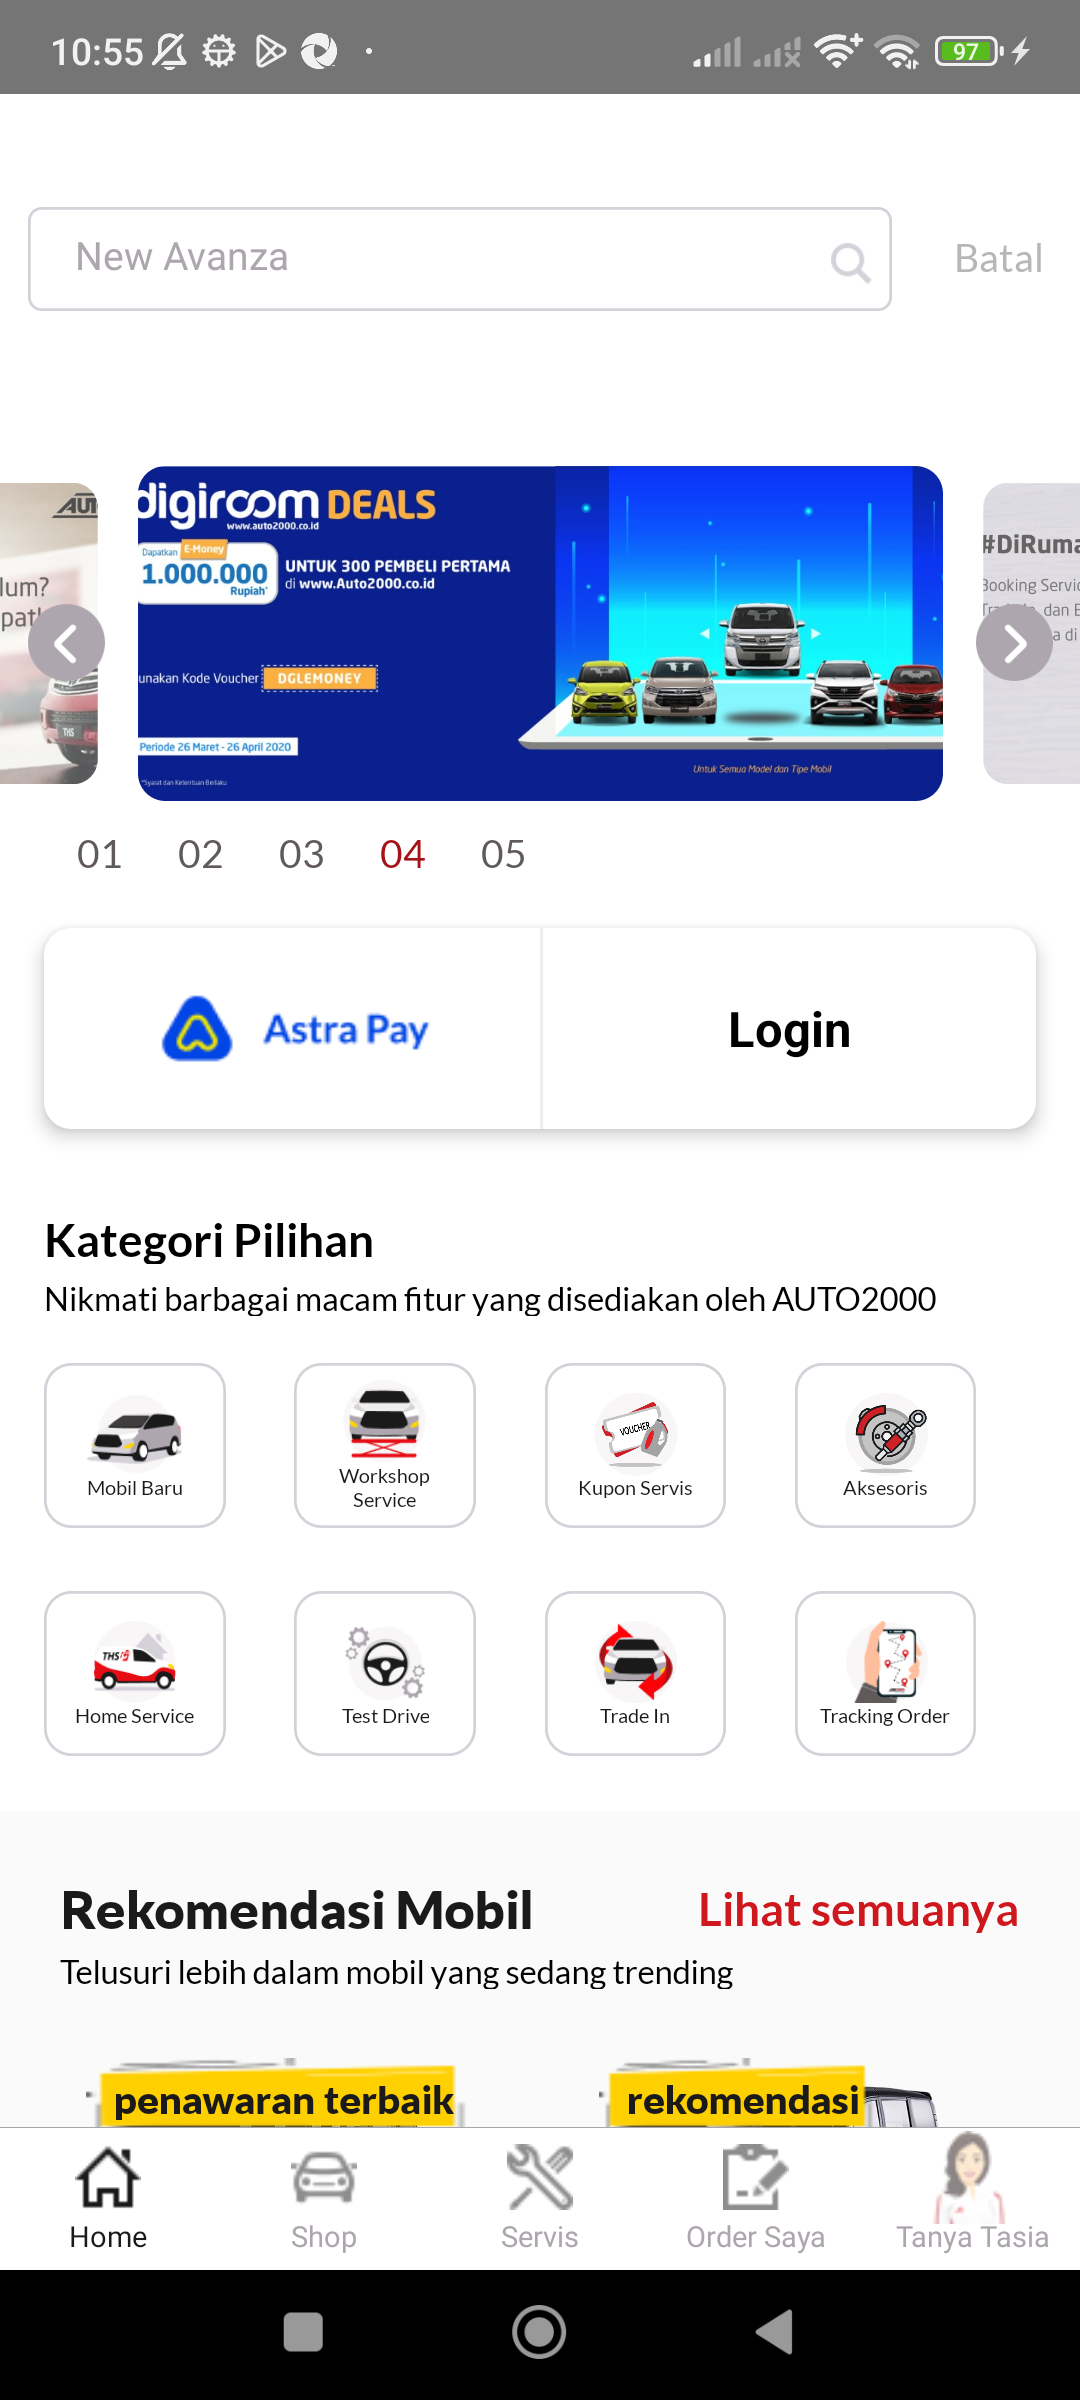 10:55
97
New Avanza
Batal
digiroom DEALS
www.auto2000.co.id
Dapatkan E-Money
1.000.000
Rupiah*
UNTUK 300 PEMBELI PERTAMA
di www.Auto2000.co.id
unakan Kode Voucher DGLEMONEY
Periode 26 Maret - 26 April 2020
*Syarat dan Ketentuan Berlaku
Untuk Semua Model dan Tipe Mobil
lum?
THS
#DiRuma
Booking Servic
dan
a di
01 02 03 04 05
Astra Pay
Login
Kategori Pilihan
Nikmati barbagai macam fitur yang disediakan oleh AUTO2000
Mobil Baru
Workshop
Service
VOUCHER
Kupon Servis
Aksesoris
THS
Home Service
Test Drive
Trade In
Tracking Order
Rekomendasi Mobil
Lihat semuanya
Telusuri lebih dalam mobil yang sedang trending
penawaran terbaik
rekomendasi
Home
Shop
Servis
Order Saya
Tanya Tasia